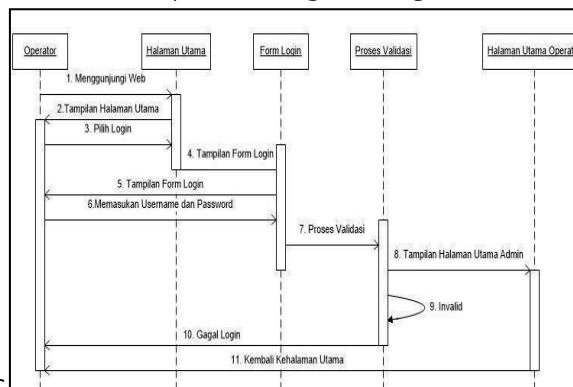 Operator
Halaman Utama
Form Login
Proses Validasi
Halaman Utama Operat
1. Menggunjungi Web
2.Tampilan Halaman Utama
3. Pilih Login
4. Tampilan Form Login
5. Tampilan Form Login
6.Memasukan Username dan Password
7. Proses Validasi
8. Tampilan Halaman Utama Admin
9. Invalid
10. Gagal Login
11. Kembali Kehalaman Utama